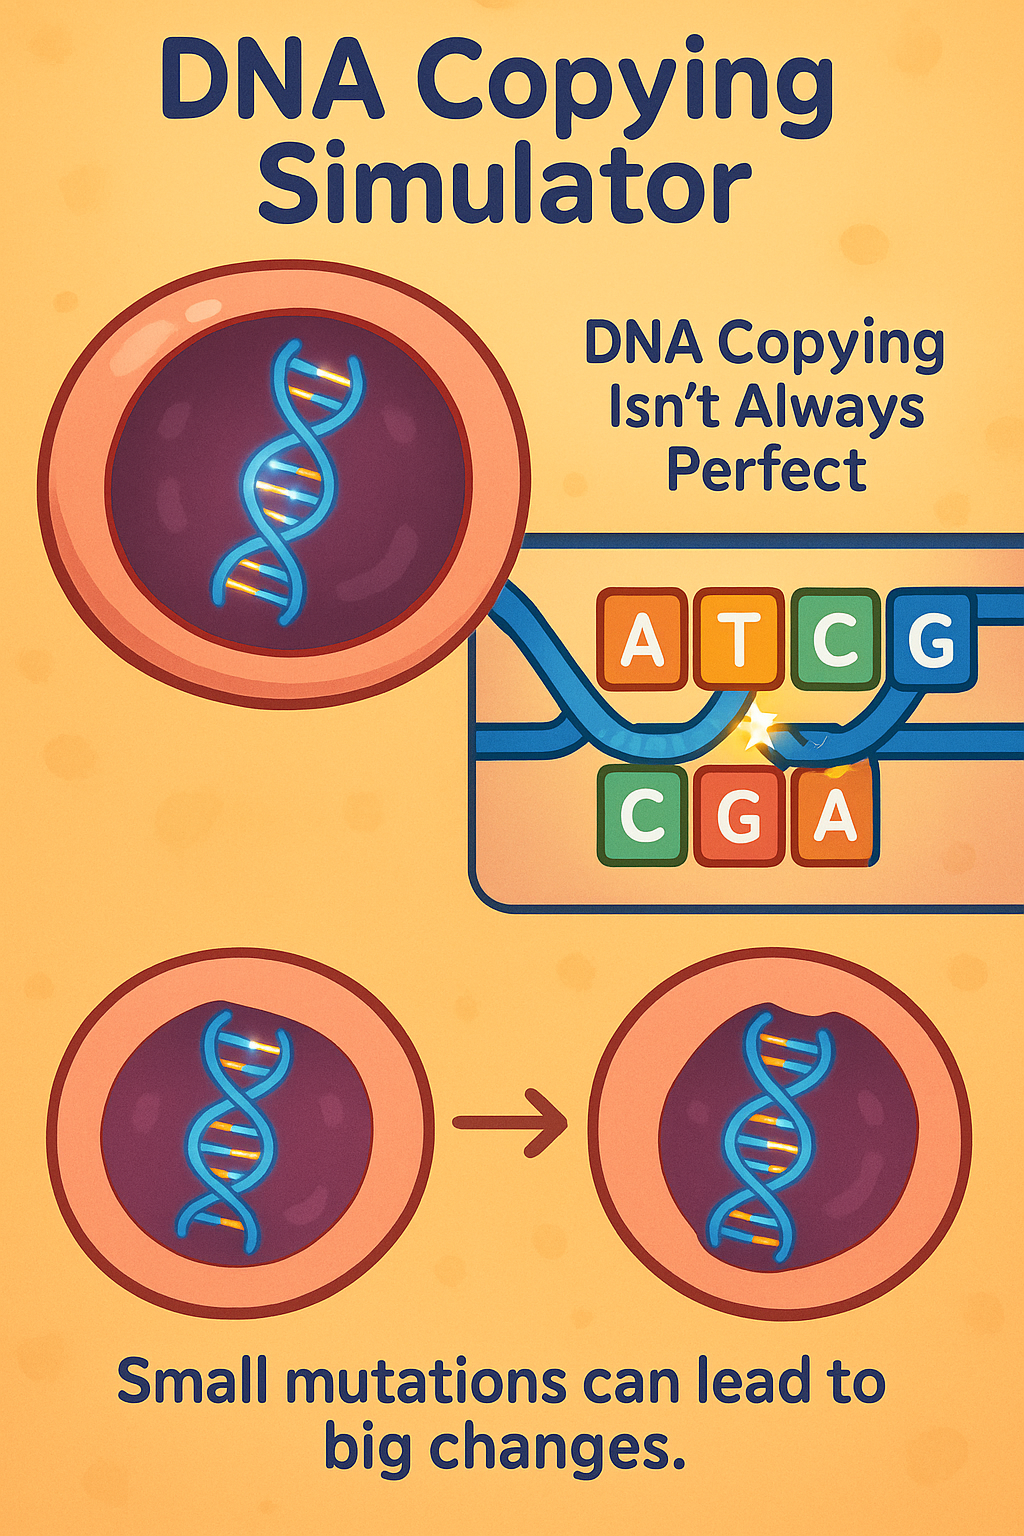 DNA Copying
Simulator
DNA Copying
Isn't Always
Perfect
A T C G
C G A
Small mutations can lead to
big changes.